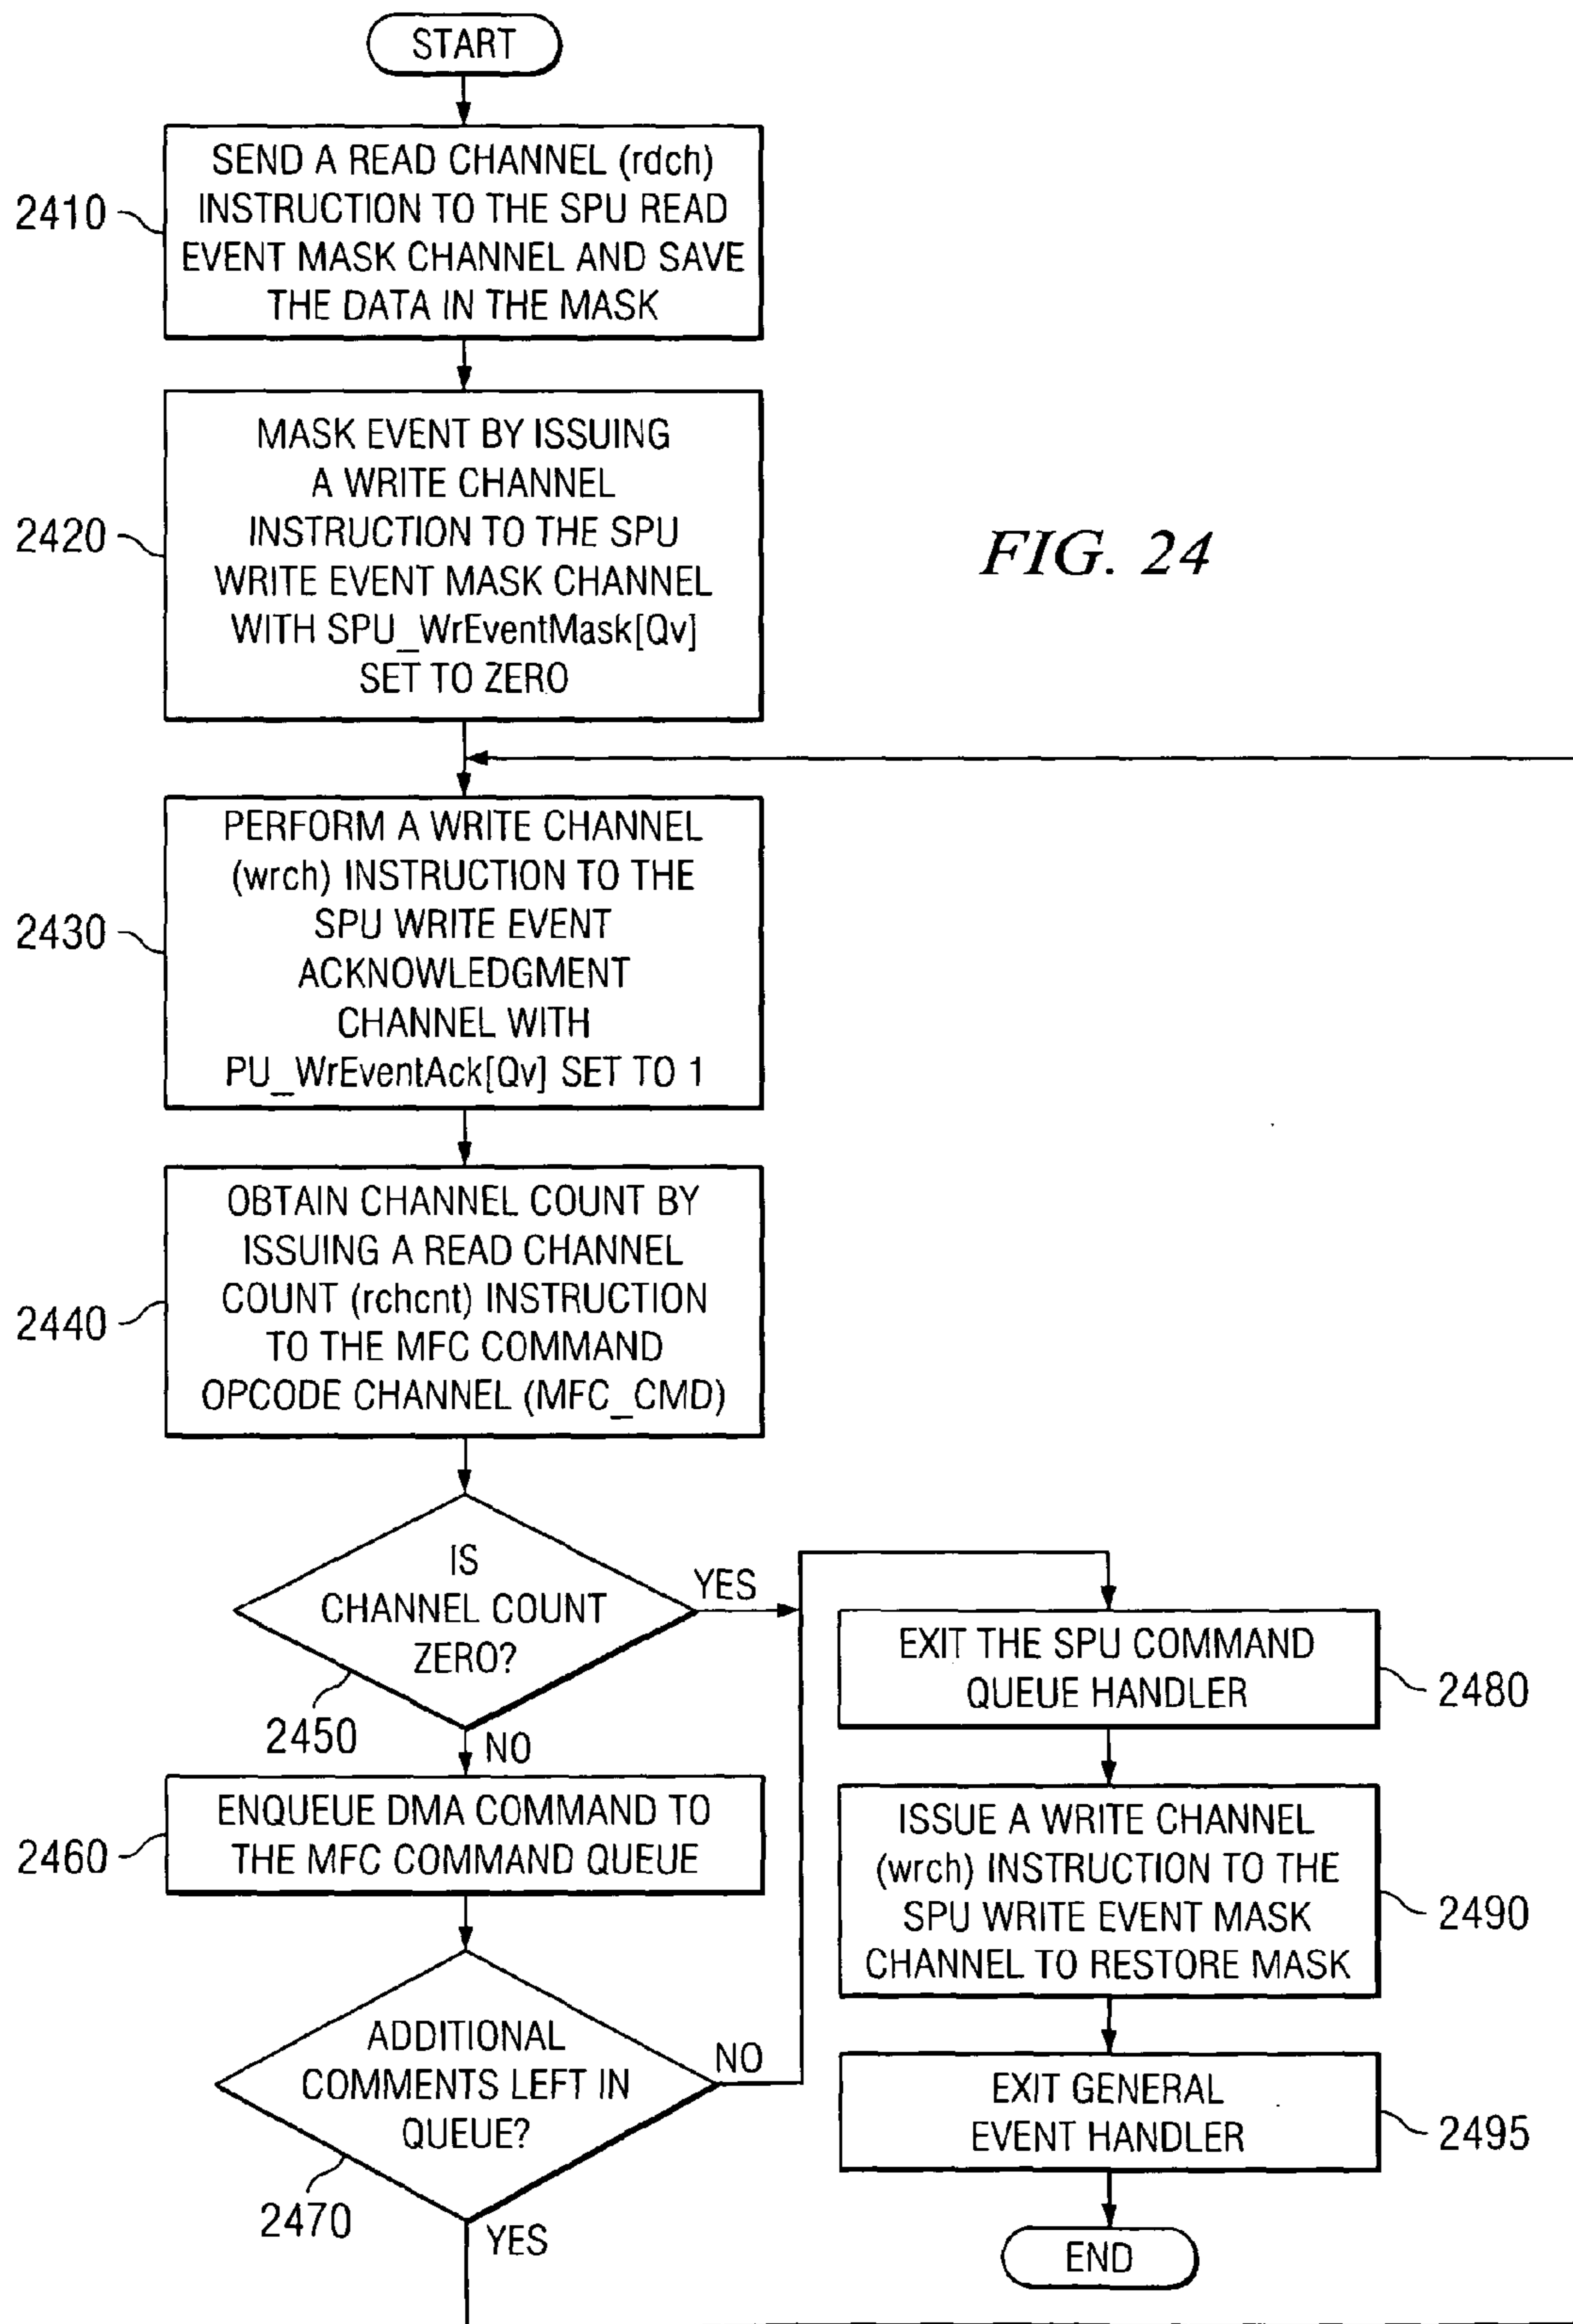 START
2410
SEND A READ CHANNEL (rdch)
INSTRUCTION TO THE SPU READ
EVENT MASK CHANNEL AND SAVE
THE DATA IN THE MASK
2420
MASK EVENT BY ISSUING
A WRITE CHANNEL
INSTRUCTION TO THE SPU
WRITE EVENT MASK CHANNEL
WITH SPU_WrEventMask[Qv]
SET TO ZERO
FIG. 24
2430
PERFORM A WRITE CHANNEL
(wrch) INSTRUCTION TO THE
SPU WRITE EVENT
ACKNOWLEDGMENT
CHANNEL WITH
PU_WrEventAck[Qv] SET TO 1
2440
OBTAIN CHANNEL COUNT BY
ISSUING A READ CHANNEL
COUNT (rchcnt) INSTRUCTION
TO THE MFC COMMAND
OPCODE CHANNEL (MFC_CMD)
IS
CHANNEL COUNT
ZERO?
YES
2450
NO
2460
ENQUEUE DMA COMMAND TO
THE MFC COMMAND QUEUE
ADDITIONAL
COMMENTS LEFT IN
QUEUE?
NO
2470
YES
EXIT THE SPU COMMAND
QUEUE HANDLER
2480
ISSUE A WRITE CHANNEL
(wrch) INSTRUCTION TO THE
SPU WRITE EVENT MASK
CHANNEL TO RESTORE MASK
2490
EXIT GENERAL
EVENT HANDLER
2495
END